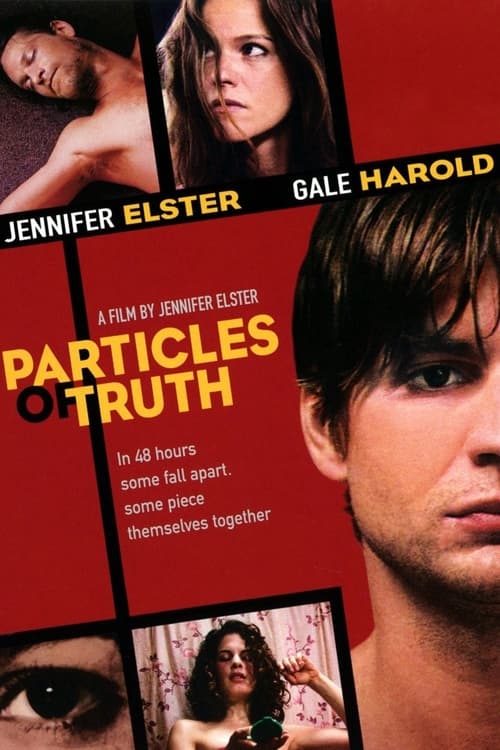 JENNIFER ELSTER
GALE HAROLD
A FILM BY JENNIFER ELSTER
PARTICLES
OF TRUTH
In 48 hours
some fall apart.
some piece
themselves together